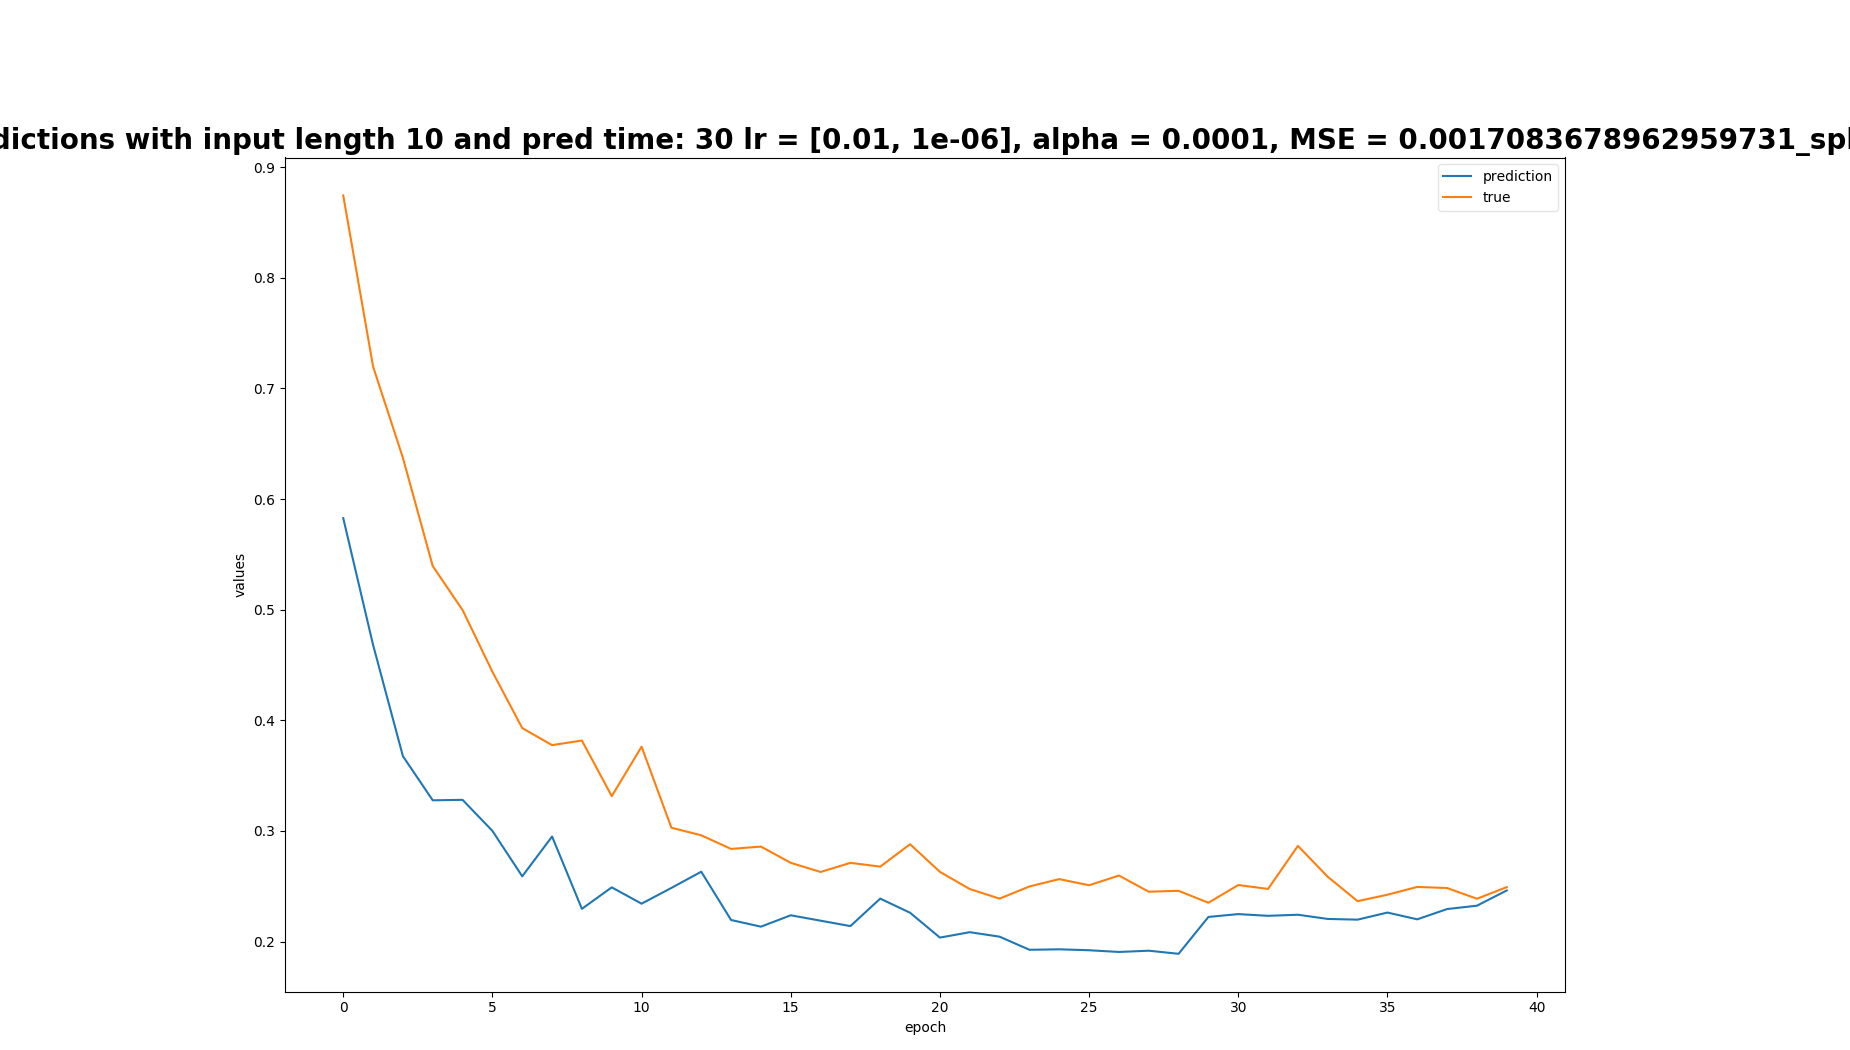 dictions with input length 10 and pred time: 30 lr = [0.01, 1e-06], alpha = 0.0001, MSE = 0.0017083678962959731_spl
prediction
true
0.9
0.8
0.7
0.6
0.5
0.4
0.3
0.2
values
0 5 10 15 20 25 30 35 40
epoch